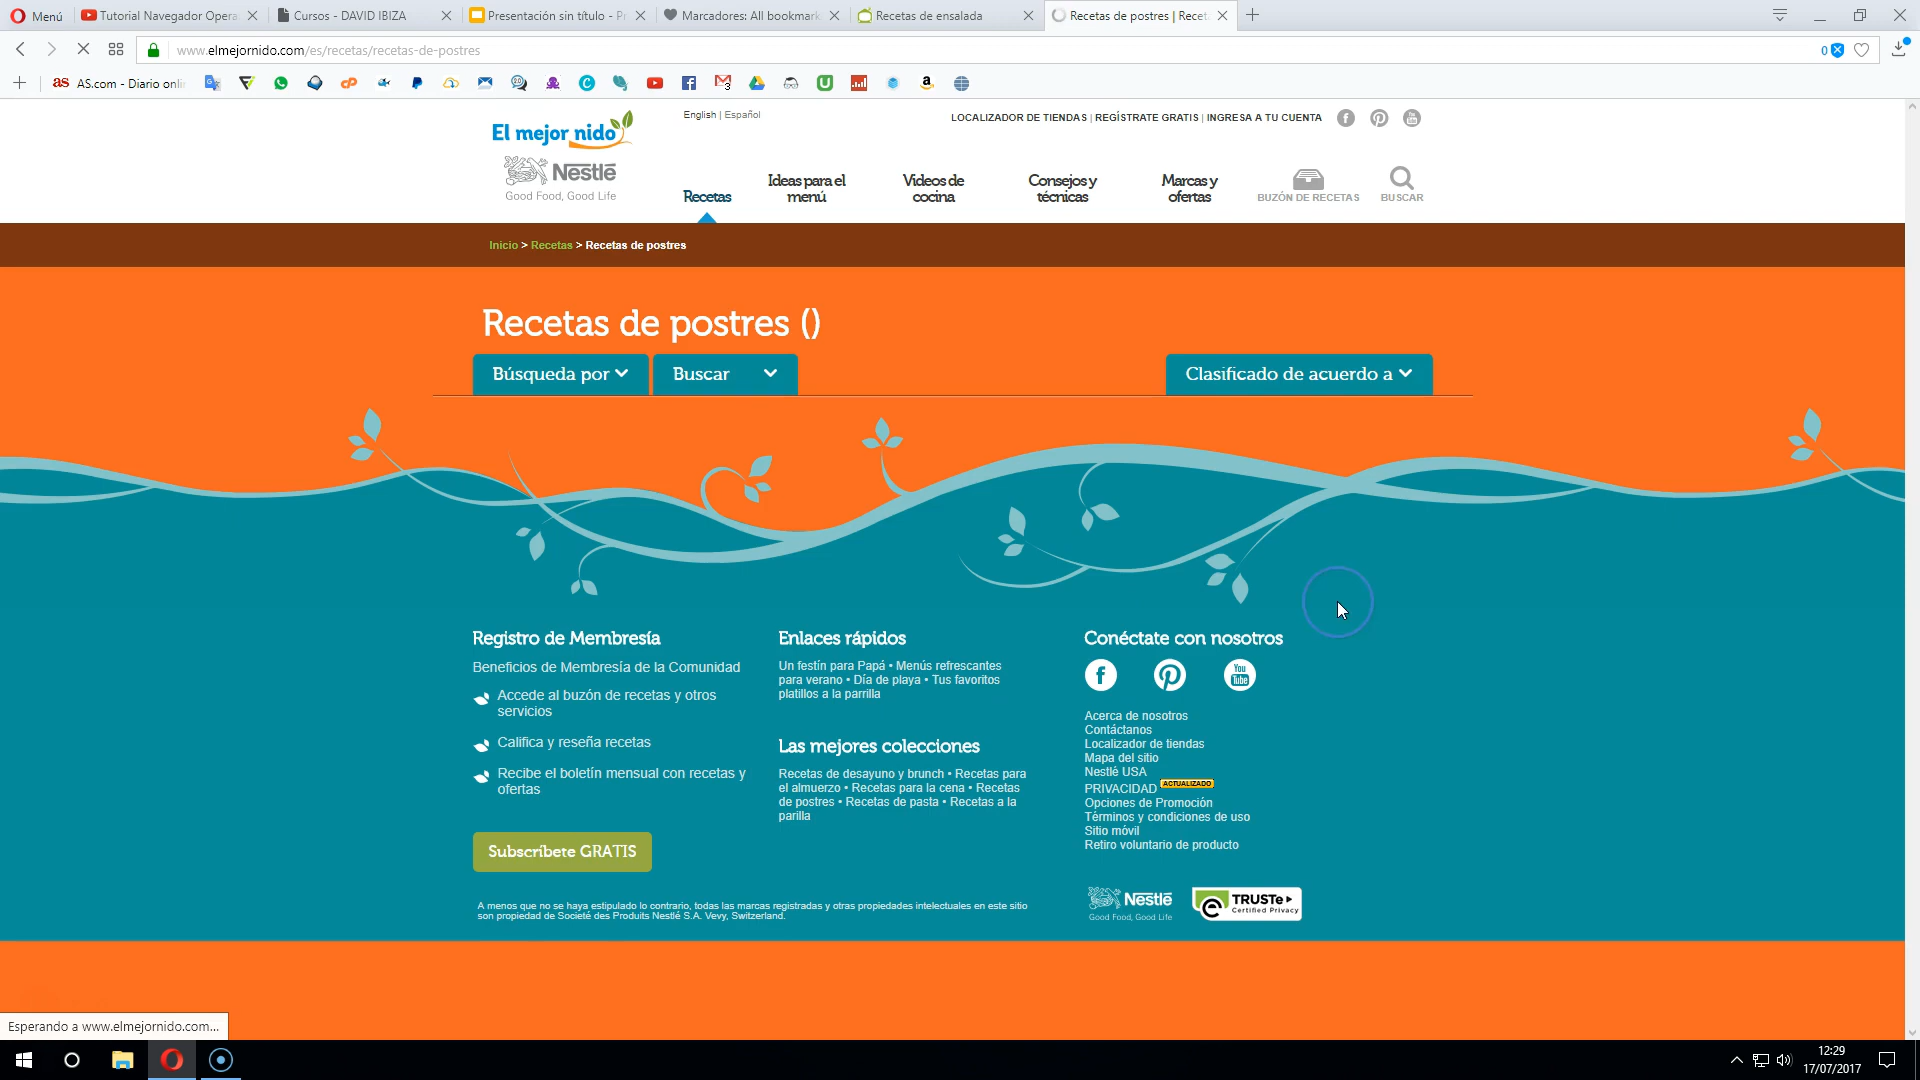 Menú
Tutorial Navegador Opera
Cursos - DAVID IBIZA
Presentación sin título - Pr
Marcadores: All bookmark
Recetas de ensalada
Recetas de postres | Recet
www.elmejornido.com/es/recetas/recetas-de-postres
0
as AS.com - Diario onli
English | Español
LOCALIZADOR DE TIENDAS | REGÍSTRATE GRATIS | INGRESA A TU CUENTA
El mejor nido
Nestlé
Good Food, Good Life
Recetas
Ideas para el
menú
Videos de
cocina
Consejos y
técnicas
Marcas y
ofertas
BUZÓN DE RECETAS
BUSCAR
Inicio > Recetas > Recetas de postres
Recetas de postres ()
Búsqueda por
Buscar
Clasificado de acuerdo a
Registro de Membresía
Beneficios de Membresía de la Comunidad
Accede al buzón de recetas y otros
servicios
Califica y reseña recetas
Recibe el boletín mensual con recetas y
ofertas
Subscríbete GRATIS
Enlaces rápidos
Un festín para Papá • Menús refrescantes
para verano • Día de playa • Tus favoritos
platillos a la parrilla
Las mejores colecciones
Recetas de desayuno y brunch • Recetas para
el almuerzo • Recetas para la cena • Recetas
de postres • Recetas de pasta • Recetas a la
parilla
Conéctate con nosotros
You
Tube
Acerca de nosotros
Contáctanos
Localizador de tiendas
Mapa del sitio
Nestlé USA
PRIVACIDAD ACTUALIZADO
Opciones de Promoción
Términos y condiciones de uso
Sitio móvil
Retiro voluntario de producto
Nestlé
Good Food, Good Life
TRUSTe
Certified Privacy
A menos que no se haya estipulado lo contrario, todas las marcas registradas y otras propiedades intelectuales en este sitio
son propiedad de Societé des Produits Nestlé S.A. Vevy, Switzerland.
Esperando a www.elmejornido.com...
12:29
17/07/2017